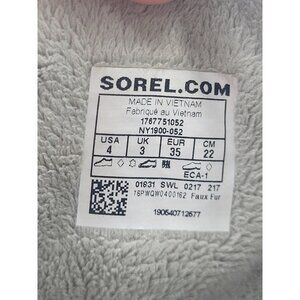 SOREL.COM
MADE IN VIETNAM
Fabriqué au Vietnam
1767751052
NY1900-052
USA UK EUR CM
4 3 35 22
ECA-1
01831 SWL 0217 217
16PWQW0400162 Faux Fur
190540712677